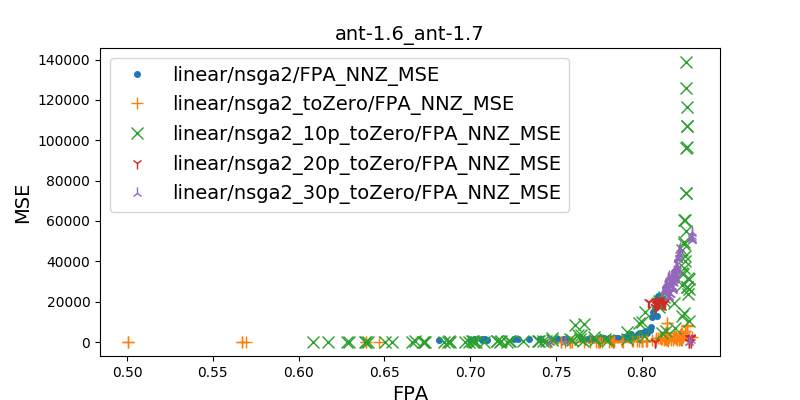 ant-1.6_ant-1.7
140000
120000
100000
80000
60000
40000
20000
0
MSE
linear/nsga2/FPA_NNZ_MSE
linear/nsga2_toZero/FPA_NNZ_MSE
linear/nsga2_10p_toZero/FPA_NNZ_MSE
linear/nsga2_20p_toZero/FPA_NNZ_MSE
linear/nsga2_30p_toZero/FPA_NNZ_MSE
0.50 0.55 0.60 0.65 0.70 0.75 0.80
FPA